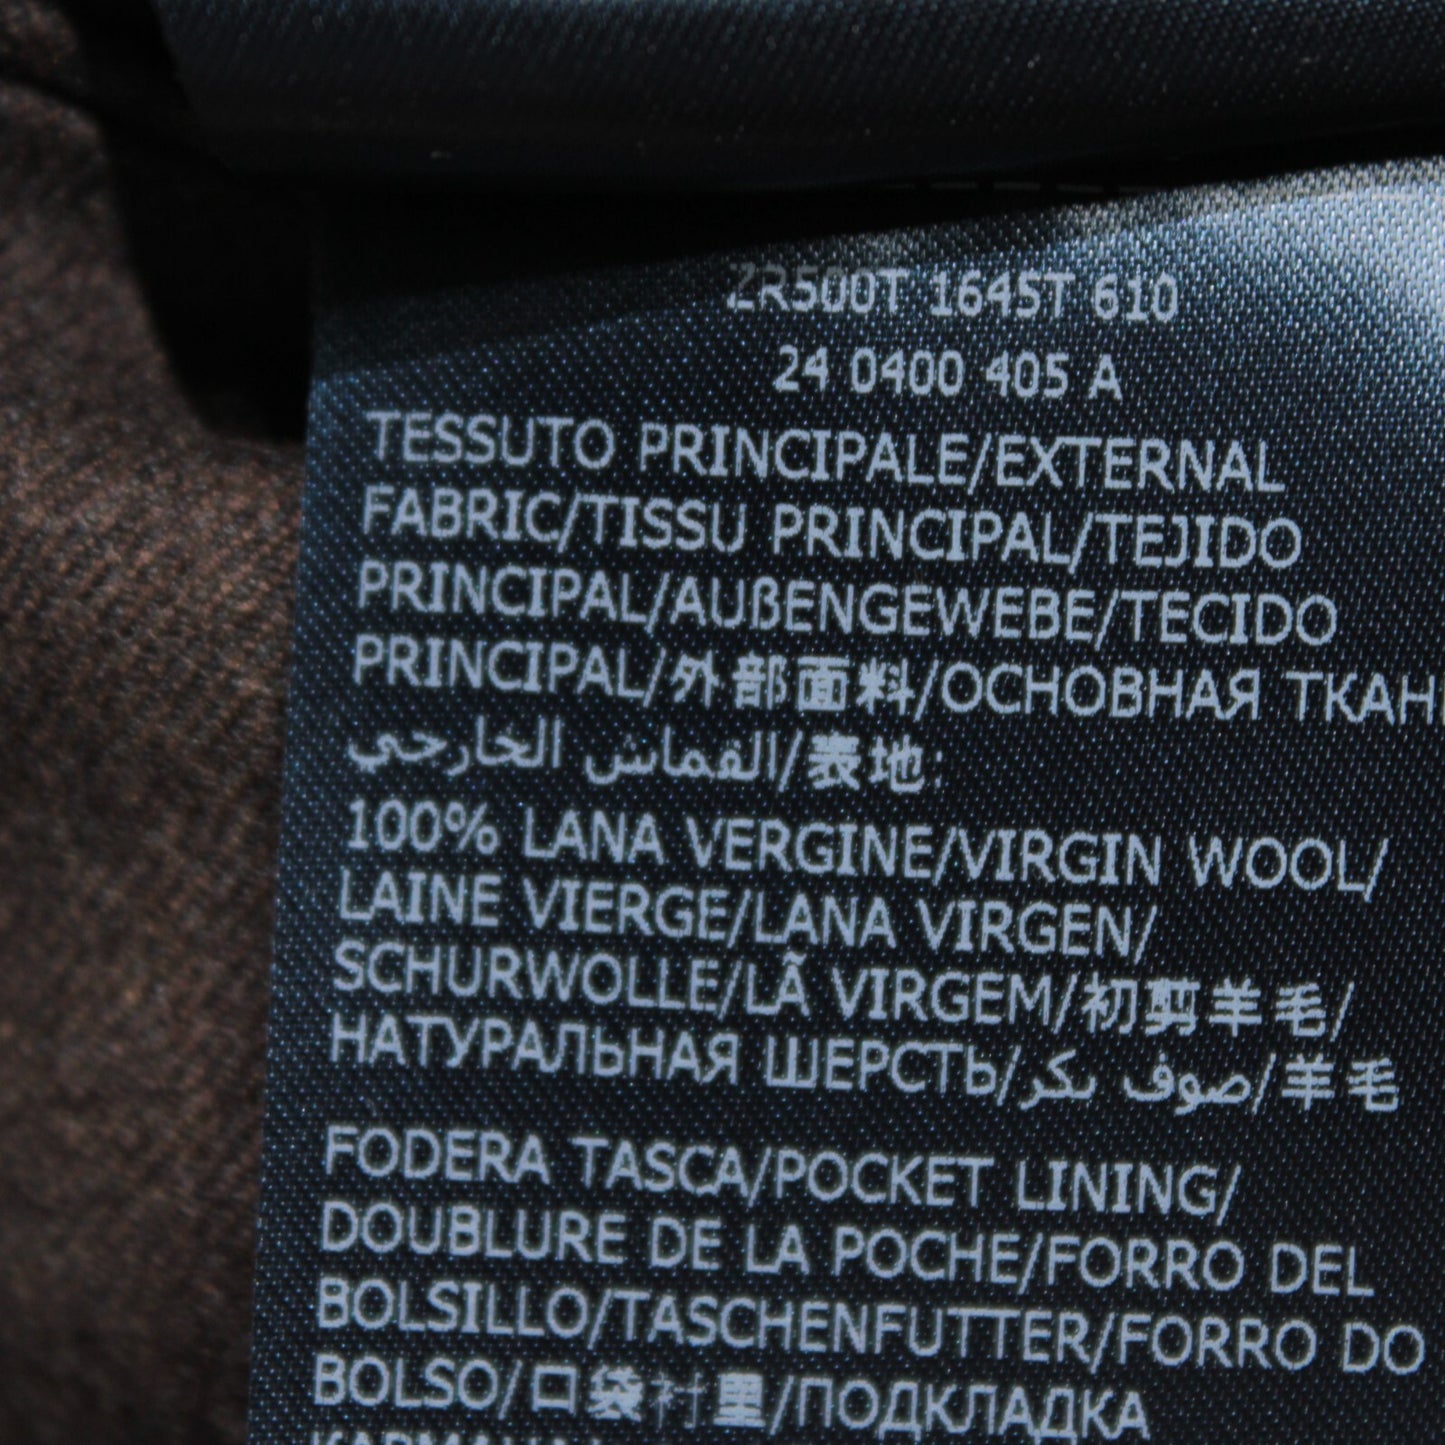 ZR500T 1645T 610
24 0400 405 A
TESSUTO PRINCIPALE/EXTERNAL
FABRIC/TISSU PRINCIPAL/TEJIDO
PRINCIPAL/AUßENGEWEBE/TECIDO
PRINCIPAL/外部面料/ОСНОВНАЯ
القماش الخارجي/表地:
100% LANA VERGINE/VIRGIN WOOL/
LAINE VIERGE/LANA VIRGEN/
SCHURWOLLE/LÃ VIRGEM/初剪羊毛/
НАТУРАЛЬНАЯ ШЕРСТЬ/صوف بكر/羊毛
FODERA TASCA/POCKET LINING/
DOUBLURE DE LA POCHE/FORRO DEL
BOLSILLO/TASCHENFUTTER/FORRO DO
BOLSO/口袋衬里/ПОДКЛАДКА